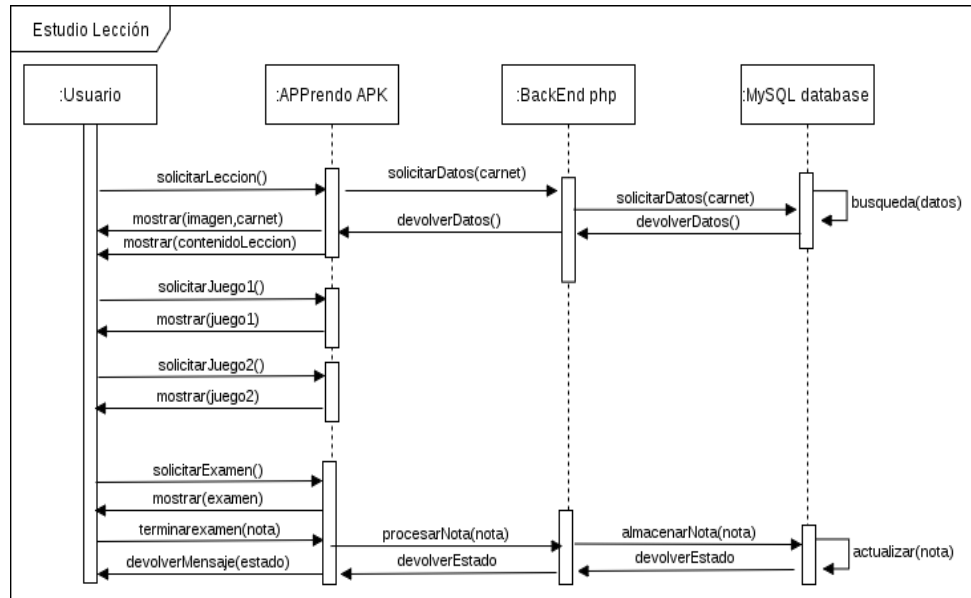 Estudio Lección
:Usuario
:APPrendo APK
:BackEnd php
:MySQL database
solicitarLeccion()
solicitarDatos(carnet)
solicitarDatos(carnet)
busqueda(datos)
mostrar(imagen,carnet)
devolverDatos()
devolverDatos()
mostrar(contenidoLeccion)
solicitarJuego1()
mostrar(juego1)
solicitarJuego2()
mostrar(juego2)
solicitarExamen()
mostrar(examen)
terminarexamen(nota)
procesarNota(nota)
almacenarNota(nota)
actualizar(nota)
devolverMensaje(estado)
devolverEstado
devolverEstado